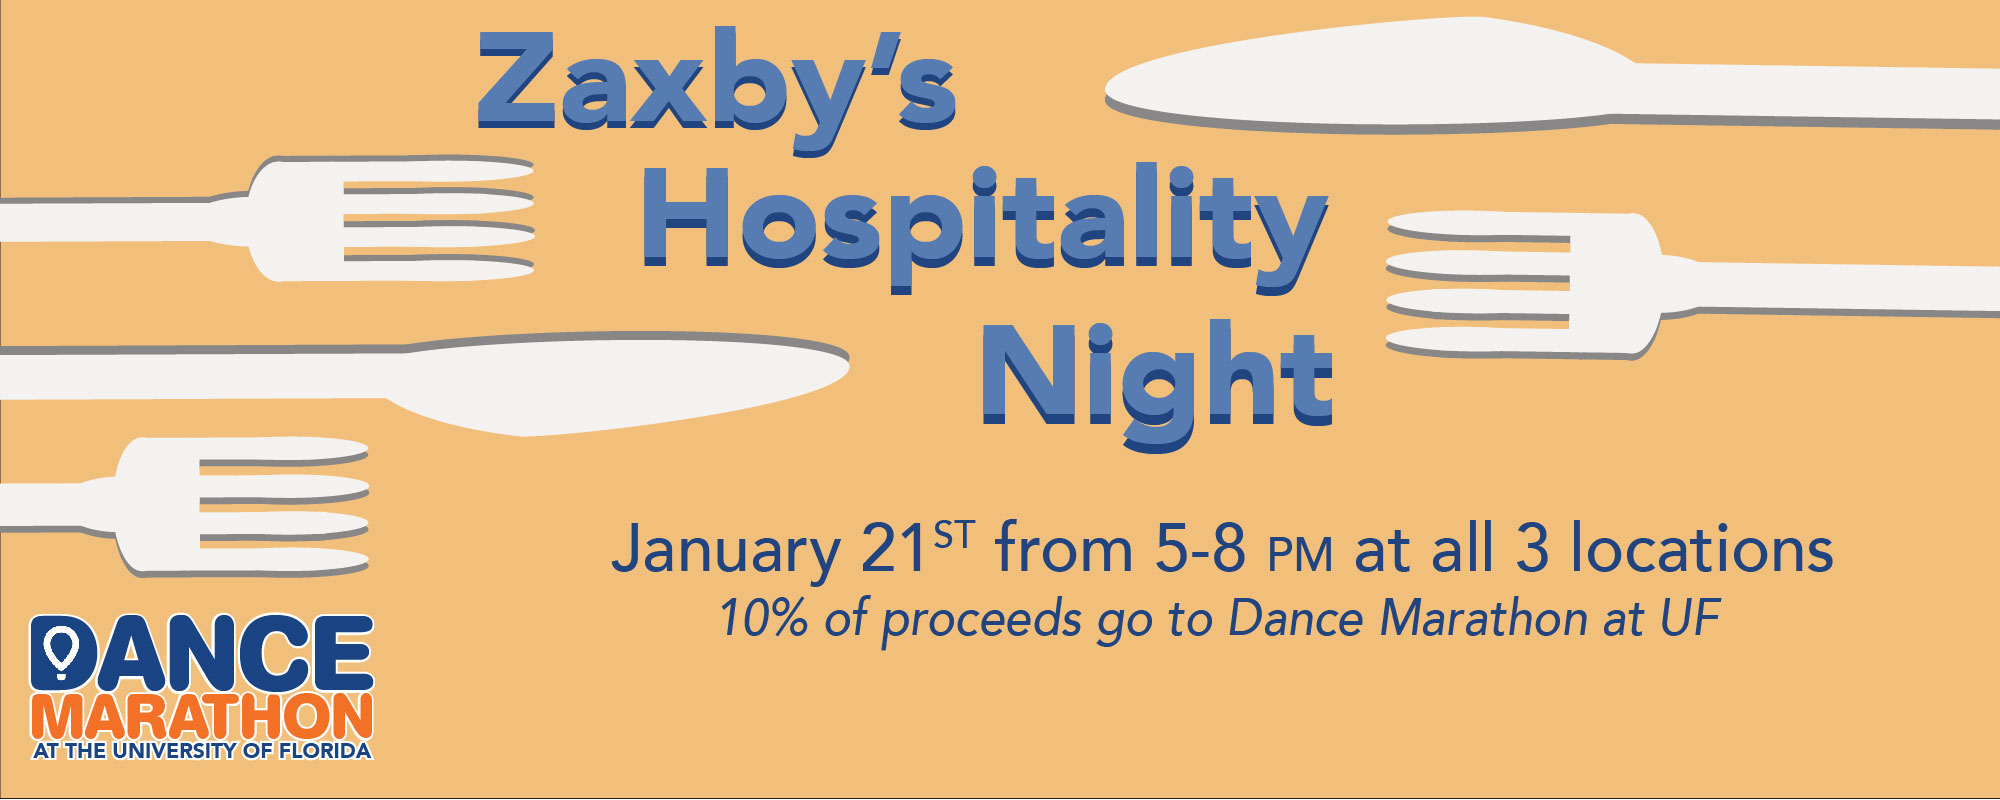 Zaxby's
Hospitality
Night
January 21ST from 5-8 PM at all 3 locations
10% of proceeds go to Dance Marathon at UF
DANCE
MARATHON
AT THE UNIVERSITY OF FLORIDA